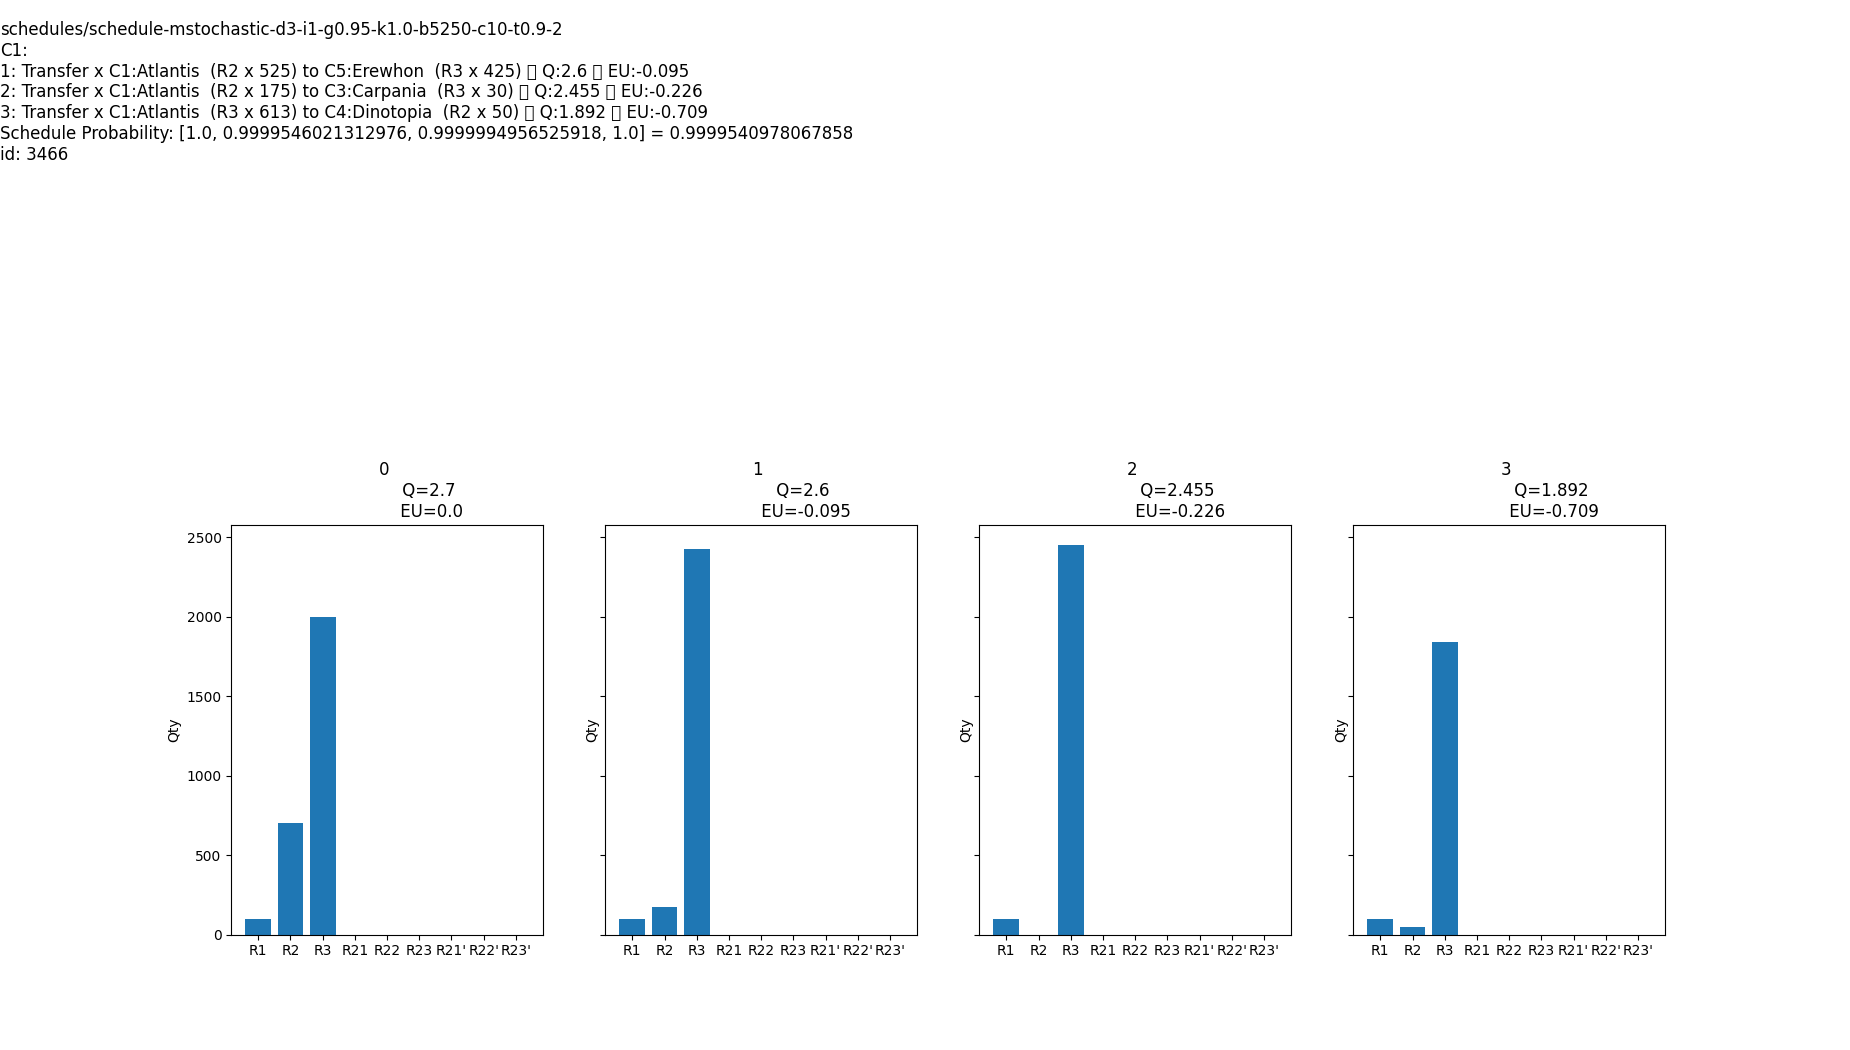 schedules/schedule-mstochastic-d3-i1-g0.95-k1.0-b5250-c10-t0.9-2
C1:
1: Transfer x C1:Atlantis  (R2 x 525) to C5:Erewhon  (R3 x 425) ▯ Q:2.6 ▯ EU:-0.095
2: Transfer x C1:Atlantis  (R2 x 175) to C3:Carpania  (R3 x 30) ▯ Q:2.455 ▯ EU:-0.226
3: Transfer x C1:Atlantis  (R3 x 613) to C4:Dinotopia  (R2 x 50) ▯ Q:1.892 ▯ EU:-0.709
Schedule Probability: [1.0, 0.9999546021312976, 0.9999994956525918, 1.0] = 0.9999540978067858
id: 3466
0
Q=2.7
EU=0.0
2500
2000
1500
1000
500
0
Qty
R1 R2 R3 R21 R22 R23 R21' R22' R23'
1
Q=2.6
EU=-0.095
Qty
R1 R2 R3 R21 R22 R23 R21' R22' R23'
2
Q=2.455
EU=-0.226
Qty
R1 R2 R3 R21 R22 R23 R21' R22' R23'
3
Q=1.892
EU=-0.709
Qty
R1 R2 R3 R21 R22 R23 R21' R22' R23'